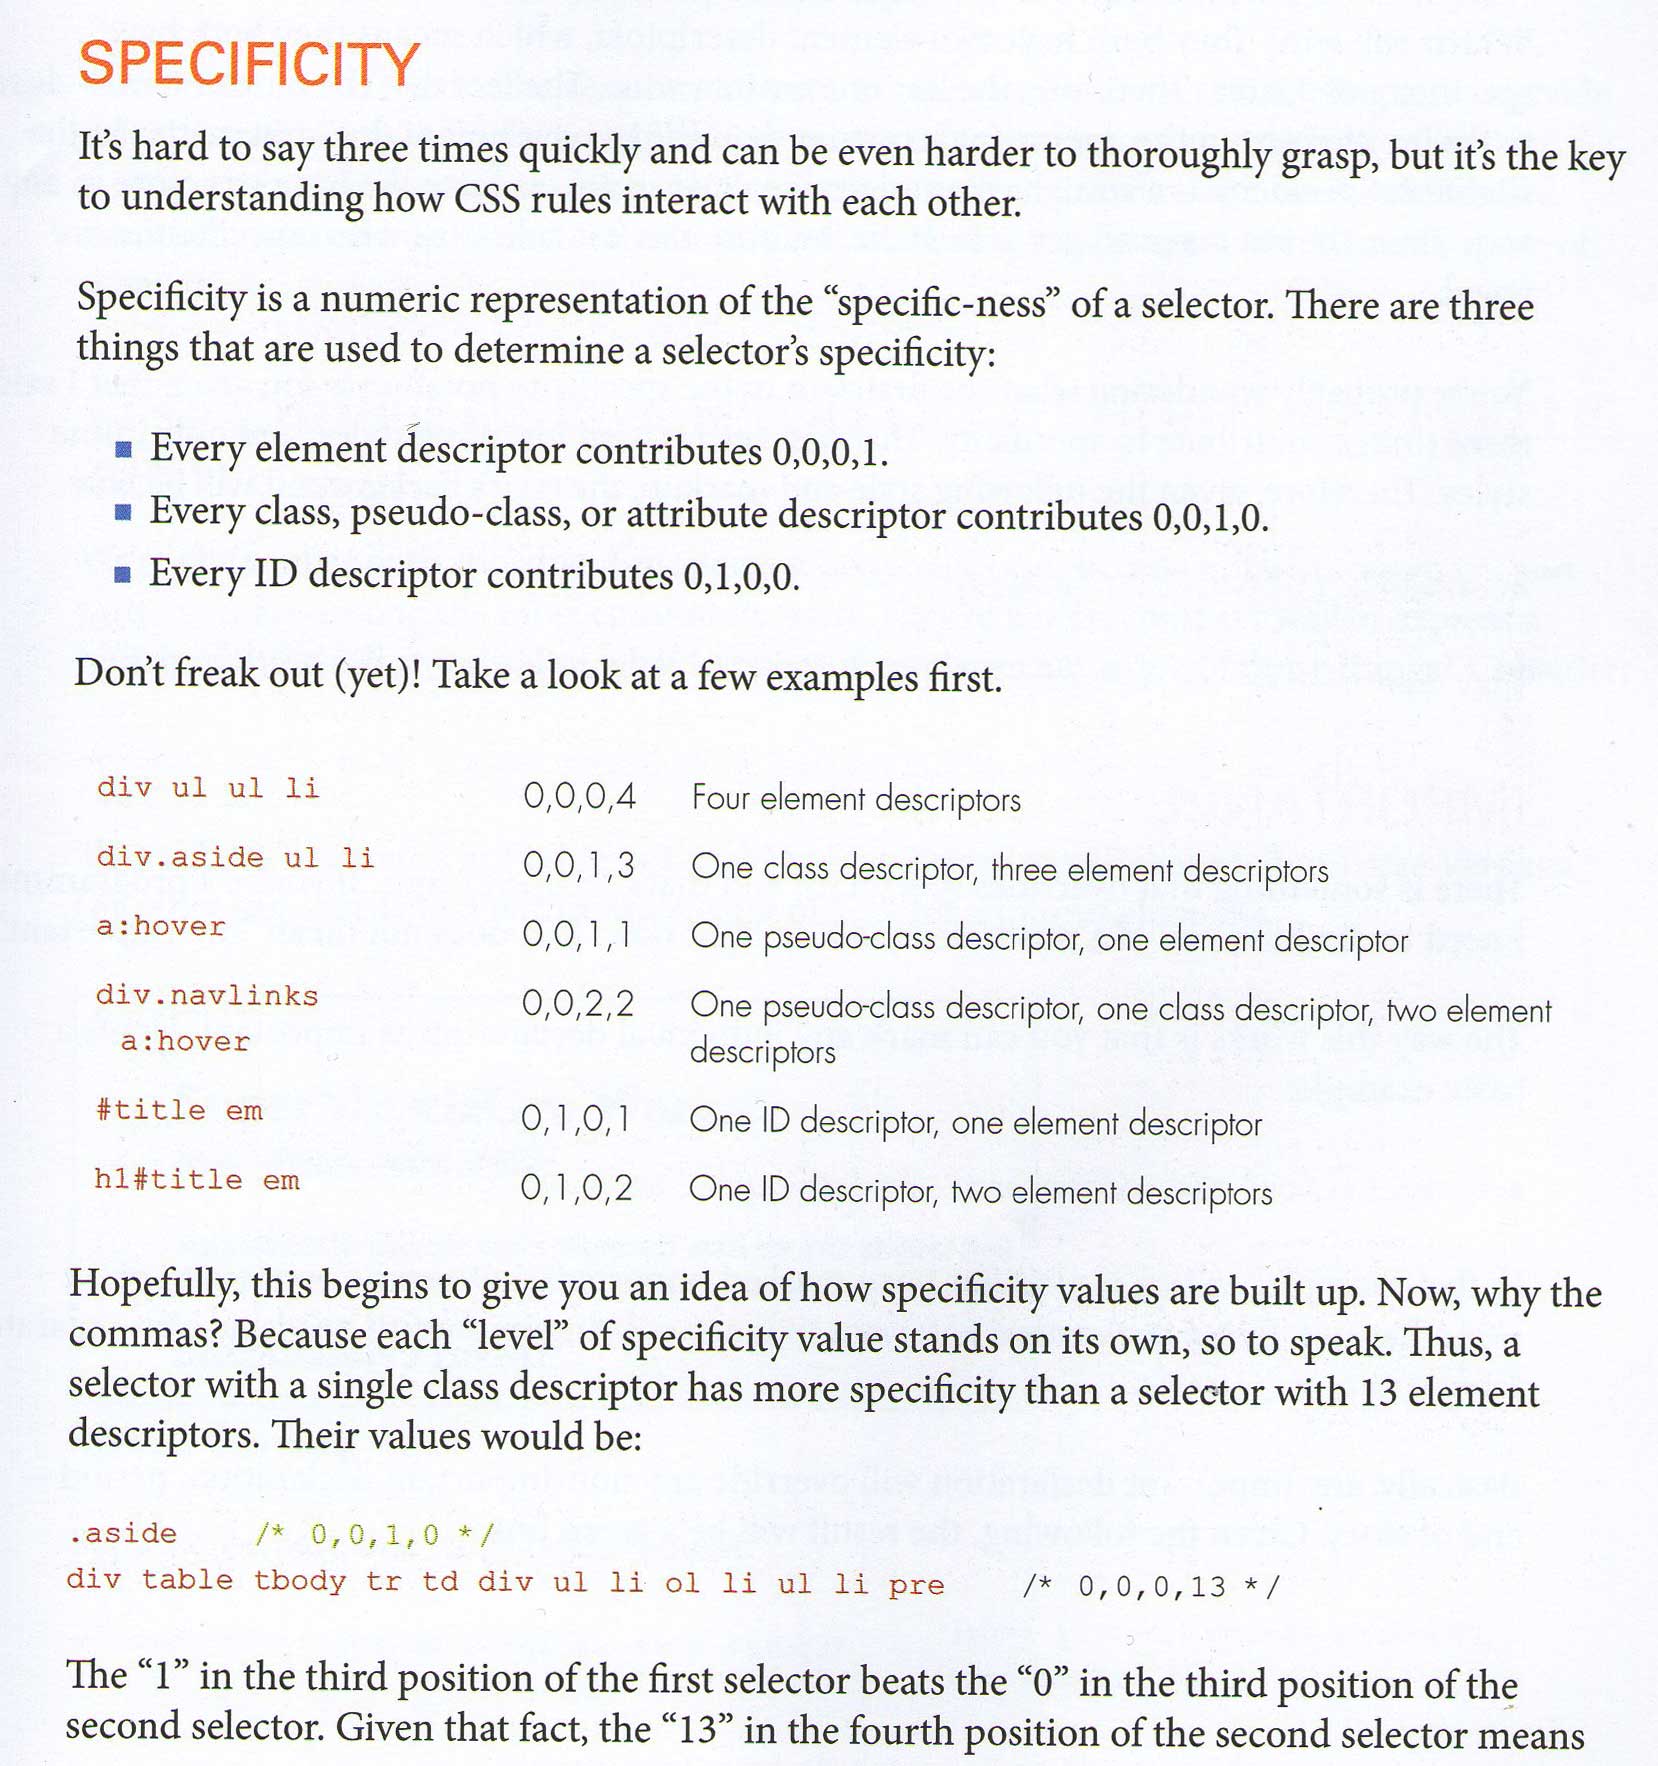 SPECIFICITY
It’s hard to say three times quickly and can be even harder to thoroughly grasp, but it’s the key
to understanding how CSS rules interact with each other.
Specificity is a numeric representation of the “specific-ness” of a selector. There are three
things that are used to determine a selector’s specificity:
▪ Every element descriptor contributes 0,0,0,1.
▪ Every class, pseudo-class, or attribute descriptor contributes 0,0,1,0.
▪ Every ID descriptor contributes 0,1,0,0.
Don’t freak out (yet)! Take a look at a few examples first.
div ul ul li 0,0,0,4 Four element descriptors
div.aside ul li 0,0,1,3 One class descriptor, three element descriptors
a:hover 0,0,1,1 One pseudo-class descriptor, one element descriptor
div.navlinks 0,0,2,2 One pseudo-class descriptor, one class descriptor, two element
a:hover descriptors
#title em 0,1,0,1 One ID descriptor, one element descriptor
h1#title em 0,1,0,2 One ID descriptor, two element descriptors
Hopefully, this begins to give you an idea of how specificity values are built up. Now, why the
commas? Because each “level” of specificity value stands on its own, so to speak. Thus, a
selector with a single class descriptor has more specificity than a selector with 13 element
descriptors. Their values would be:
.aside /* 0,0,1,0 */
div table tbody tr td div ul li ol li ul li pre /* 0,0,0,13 */
The “1” in the third position of the first selector beats the “0” in the third position of the
second selector. Given that fact, the “13” in the fourth position of the second selector means